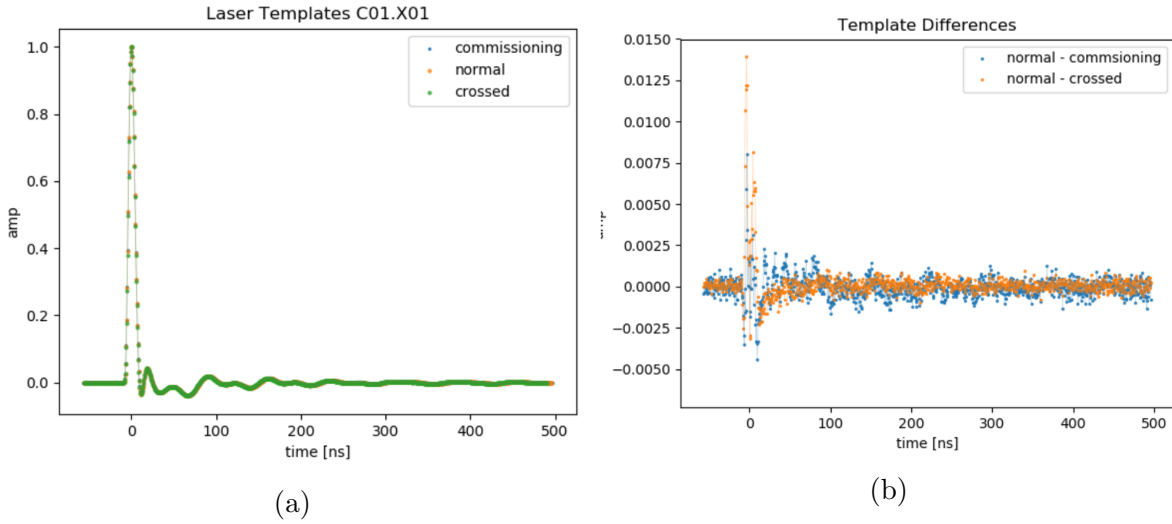 Laser Templates C01.X01
commissioning
normal
crossed
1.0
0.8
0.6
0.4
0.2
0.0
amp
0
100
200
300
400
500
time [ns]
(a)
Template Differences
normal - commsioning
normal - crossed
0.0150
0.0125
0.0100
0.0075
0.0050
0.0025
0.0000
−0.0025
−0.0050
0
100
200
300
400
500
time [ns]
(b)